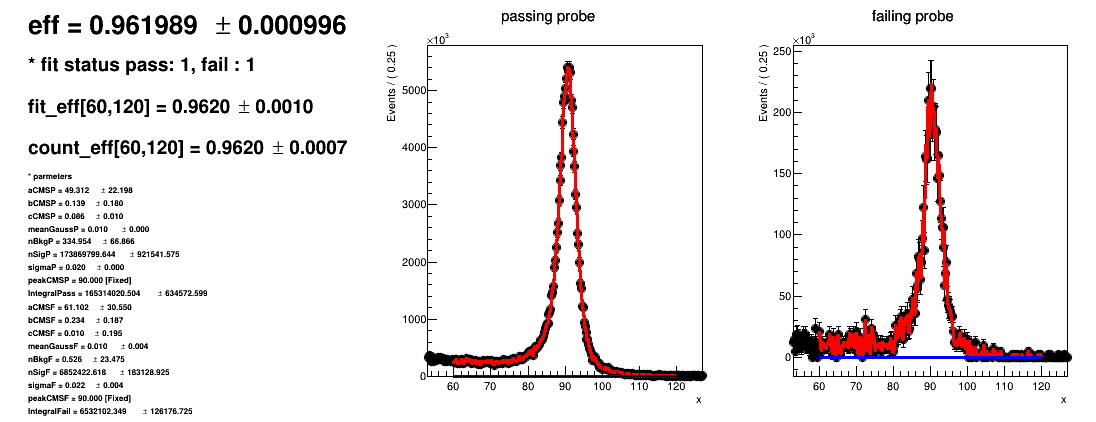 eff = 0.961989 ± 0.000996
* fit status pass: 1, fail : 1
fit_eff[60,120] = 0.9620 ± 0.0010
count_eff[60,120] = 0.9620 ± 0.0007
* parmeters
aCMSP = 49.312 ± 22.198
bCMSP = 0.139 ± 0.180
cCMSP = 0.086 ± 0.010
meanGaussP = 0.010 ± 0.000
nBkgP = 334.954 ± 66.866
nSigP = 173869799.644 ± 921541.575
sigmaP = 0.020 ± 0.000
peakCMSP = 90.000 [Fixed]
IntegralPass = 165314020.504 ± 634572.599
aCMSF = 61.102 ± 30.550
bCMSF = 0.234 ± 0.187
cCMSF = 0.010 ± 0.195
meanGaussF = 0.010 ± 0.004
nBkgF = 0.526 ± 23.475
nSigF = 6852422.618 ± 183128.925
sigmaF = 0.022 ± 0.004
peakCMSF = 90.000 [Fixed]
IntegralFail = 6532102.349 ± 126176.725
passing probe
×10³
Events / ( 0.25 )
5000
4000
3000
2000
1000
0
60 70 80 90 100 110 120
x
failing probe
×10³
Events / ( 0.25 )
250
200
150
100
50
0
60 70 80 90 100 110 120
x